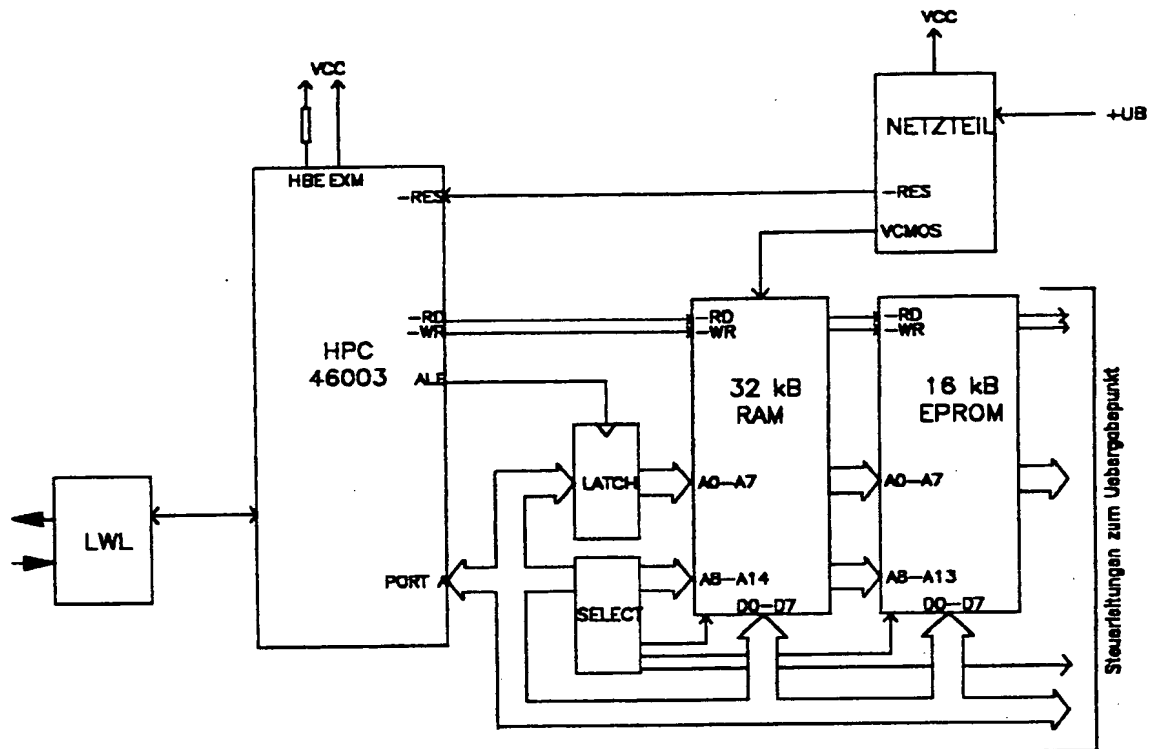 VCC
VCC
NETZTEIL
+UB
HBE EXM
-RES
-RES
VCMOS
-RD
-WR
-RD
-WR
-RD
-WR
HPC
46003
ALE
32 kB
RAM
16 kB
EPROM
LATCH
A0-A7
A0-A7
LWL
PORT A
SELECT
A8-A14
D0-D7
A8-A13
D0-D7
Steuerleitungen zum Uebergabepunkt